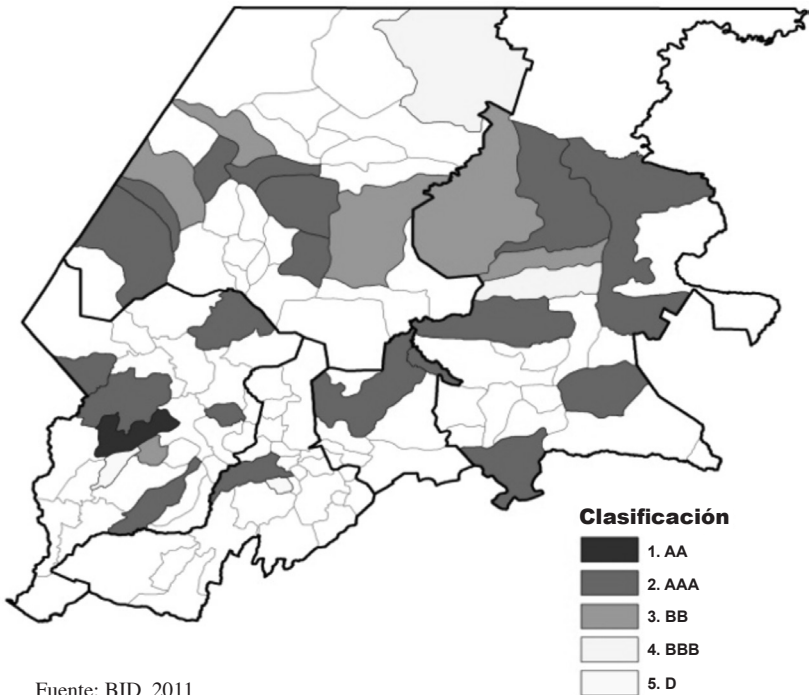 Clasificación
1. AA
2. AAA
3. BB
4. BBB
5. D
Fuente: BID, 2011